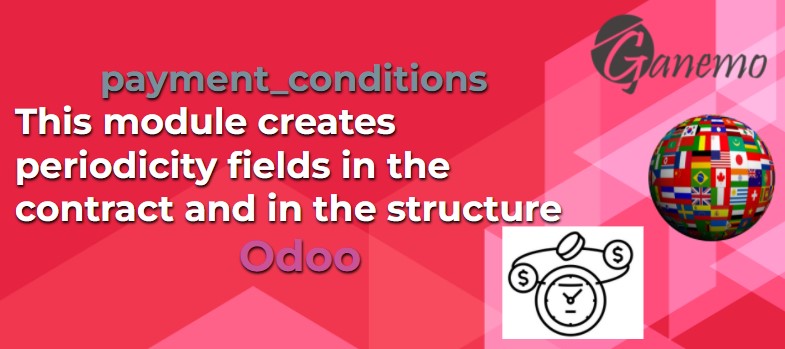 Ganemo
payment_conditions
This module creates
periodicity fields in the
contract and in the structure
Odoo
$
$